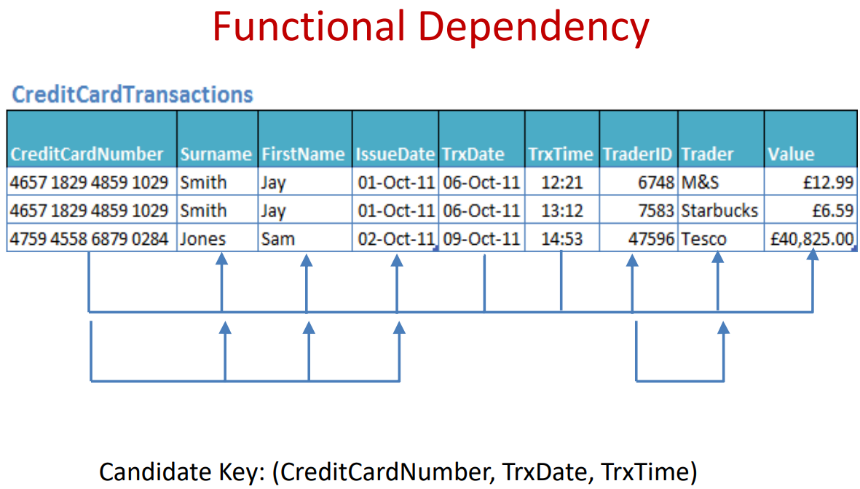 Functional Dependency
CreditCardTransactions
CreditCardNumber Surname FirstName IssueDate TrxDate TrxTime TraderID Trader Value
4657 1829 4859 1029 Smith Jay 01-Oct-11 06-Oct-11 12:21 6748 M&S £12.99
4657 1829 4859 1029 Smith Jay 01-Oct-11 06-Oct-11 13:12 7583 Starbucks £6.59
4759 4558 6879 0284 Jones Sam 02-Oct-11 09-Oct-11 14:53 47596 Tesco £40,825.00
Candidate Key: (CreditCardNumber, TrxDate, TrxTime)